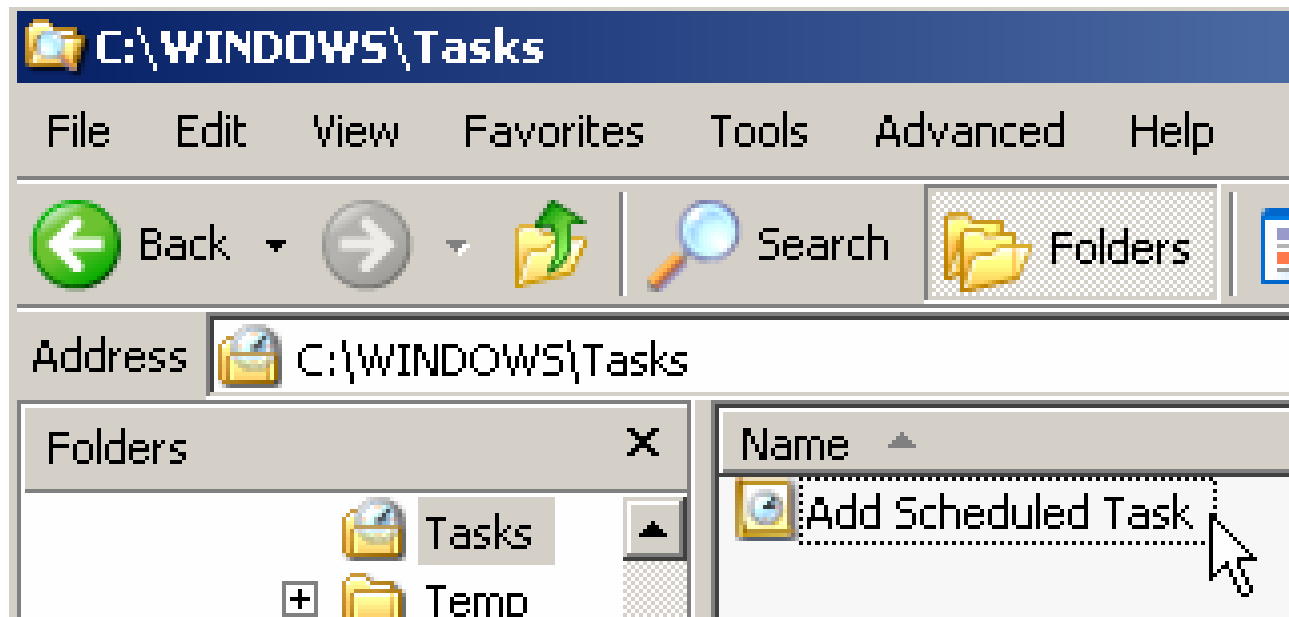 C:\WINDOWS\Tasks
File Edit View Favorites Tools Advanced Help
Back Search Folders
Address C:\WINDOWS\Tasks
Folders Name
Tasks Add Scheduled Task
Temp